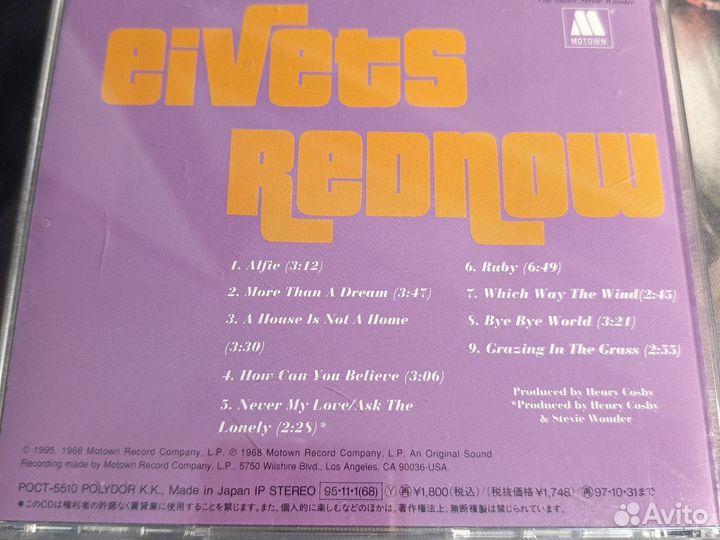 The Other Stevie Wonder
M
MOTOWN
eivets
Rednow
1. Alfie (3:12)
2. More Than A Dream (3:47)
3. A House Is Not A Home
(3:30)
4. How Can You Believe (3:06)
5. Never My Love/Ask The
Lonely (2:28)*
6. Ruby (6:49)
7. Which Way The Wind(2:45)
8. Bye Bye World (3:21)
9. Grazing In The Grass (2:55)
Produced by Henry Cosby
*Produced by Henry Cosby
& Stevie Wonder
© 1995, 1968 Motown Record Company, L.P. ℗ 1968 Motown Record Company, L.P. An Original Sound
Recording made by Motown Record Company, L.P., 5750 Wilshire Blvd., Los Angeles, CA 90036-USA.
POCT-5510 POLYDOR K.K., Made in Japan IP STEREO 95・11・1(68) Ⓨ ㊢¥1,800(税込)/(税抜価格¥1,748) ㊢97・10・31まで
●このCDは権利者の許諾なく賃貸業に使用することを禁じます。また、個人的に楽しむなどのほかは、著作権法上、無断複製は禁じられています。
Avito